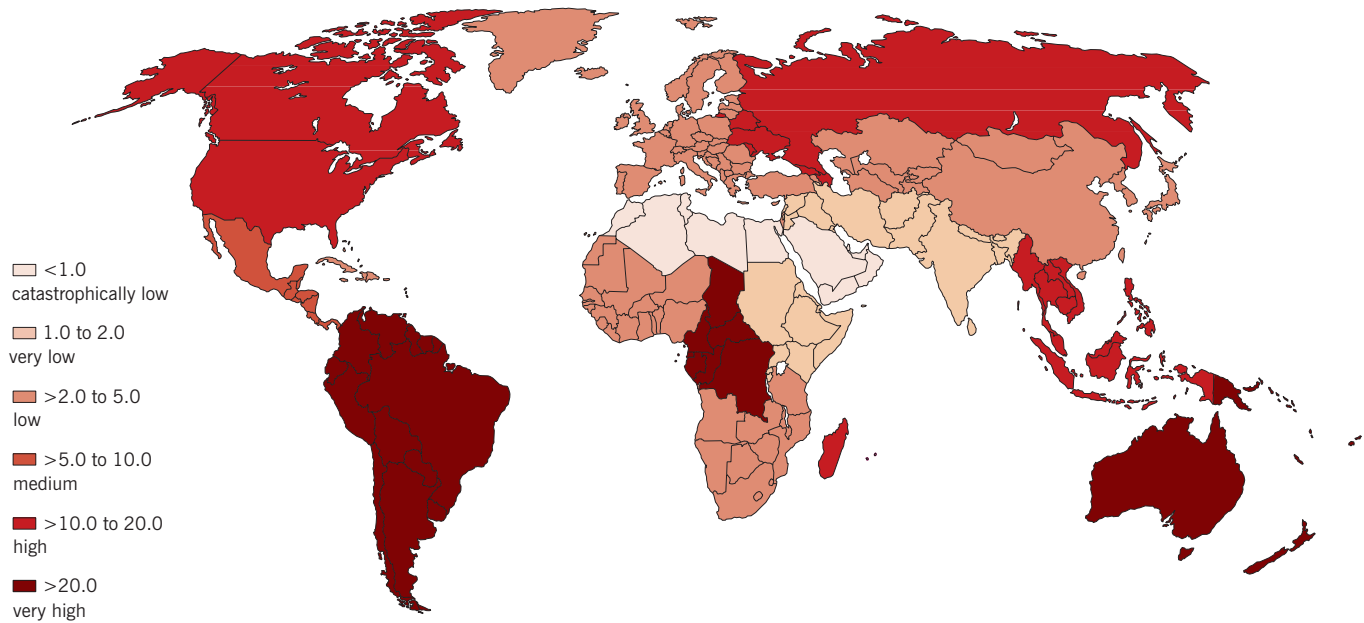 <1.0
catastrophically low
1.0 to 2.0
very low
>2.0 to 5.0
low
>5.0 to 10.0
medium
>10.0 to 20.0
high
>20.0
very high